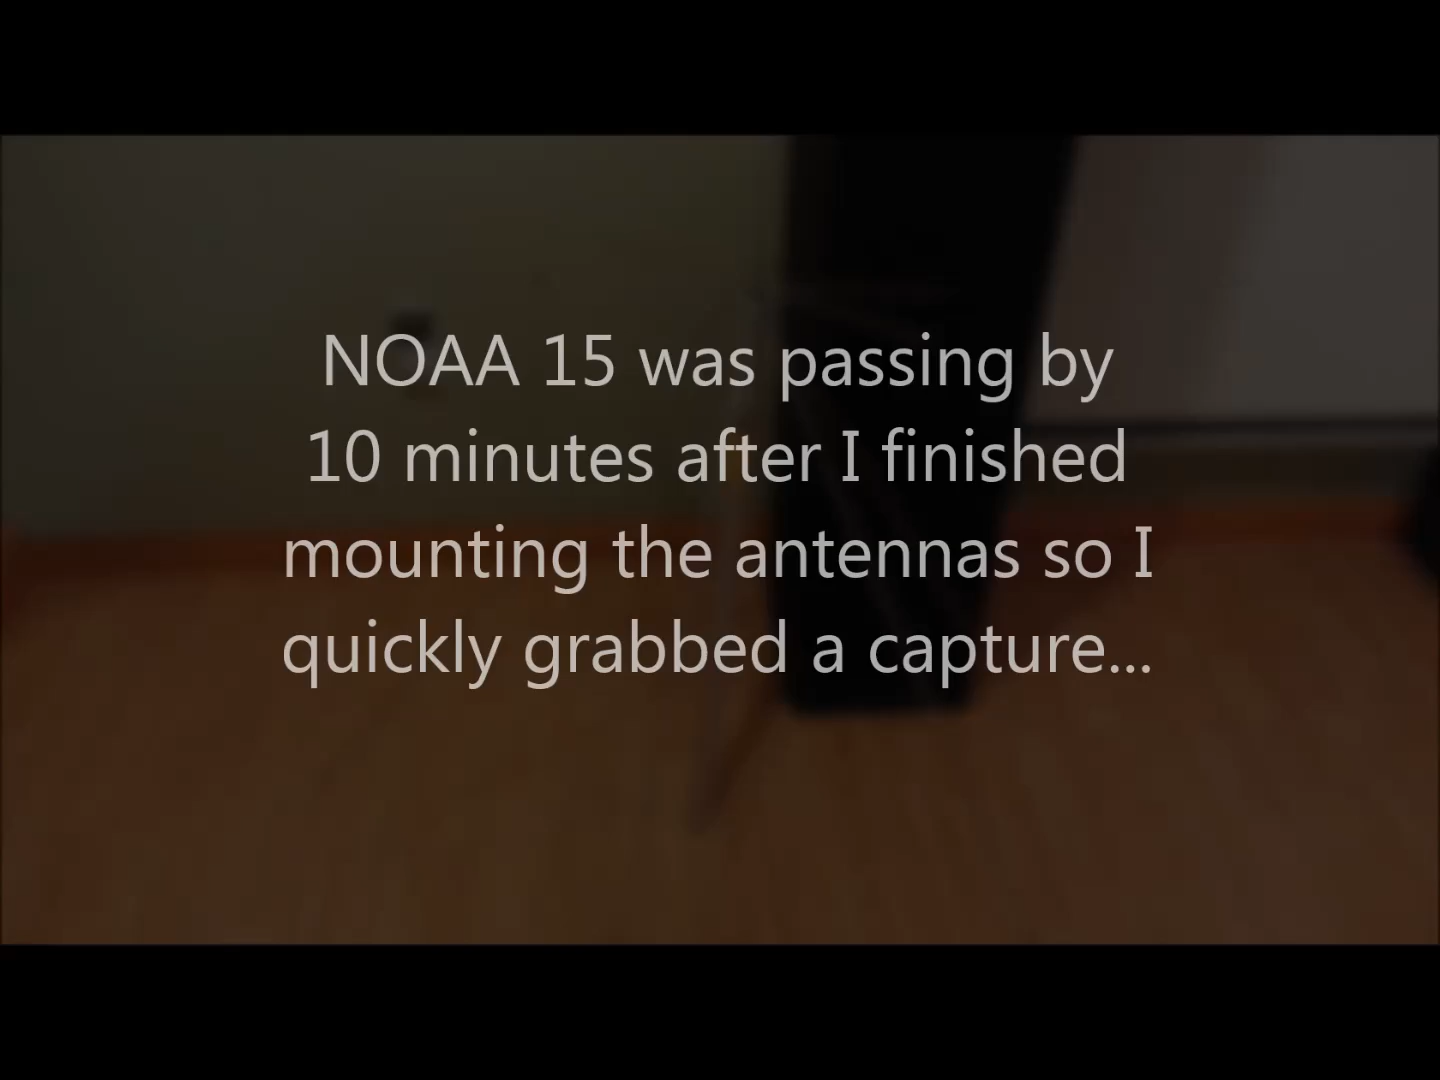 NOAA 15 was passing by
10 minutes after I finished
mounting the antennas so I
quickly grabbed a capture...